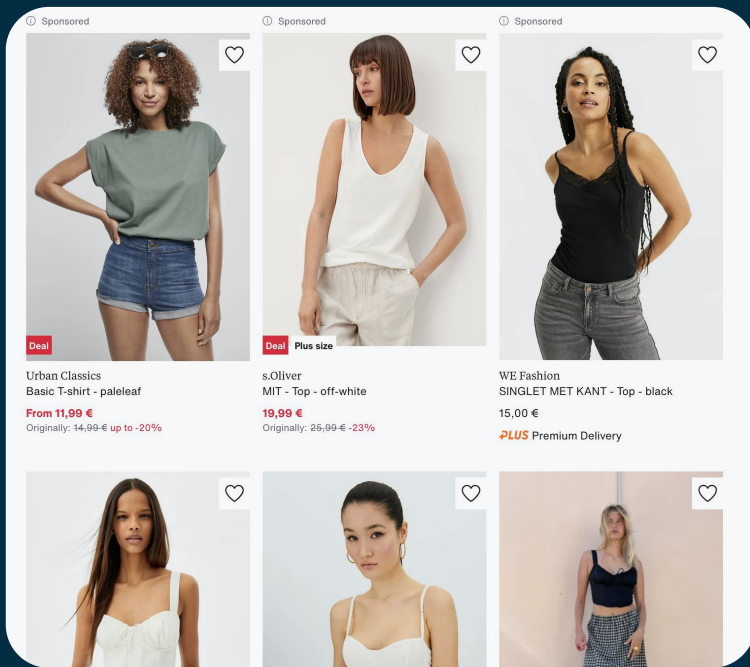 Sponsored
Sponsored
Sponsored
Deal
Deal Plus size
Urban Classics
Basic T-shirt - paleleaf
From 11,99 €
Originally: 14,99 € up to -20%
s.Oliver
MIT - Top - off-white
19,99 €
Originally: 25,99 € -23%
WE Fashion
SINGLET MET KANT - Top - black
15,00 €
PLUS Premium Delivery